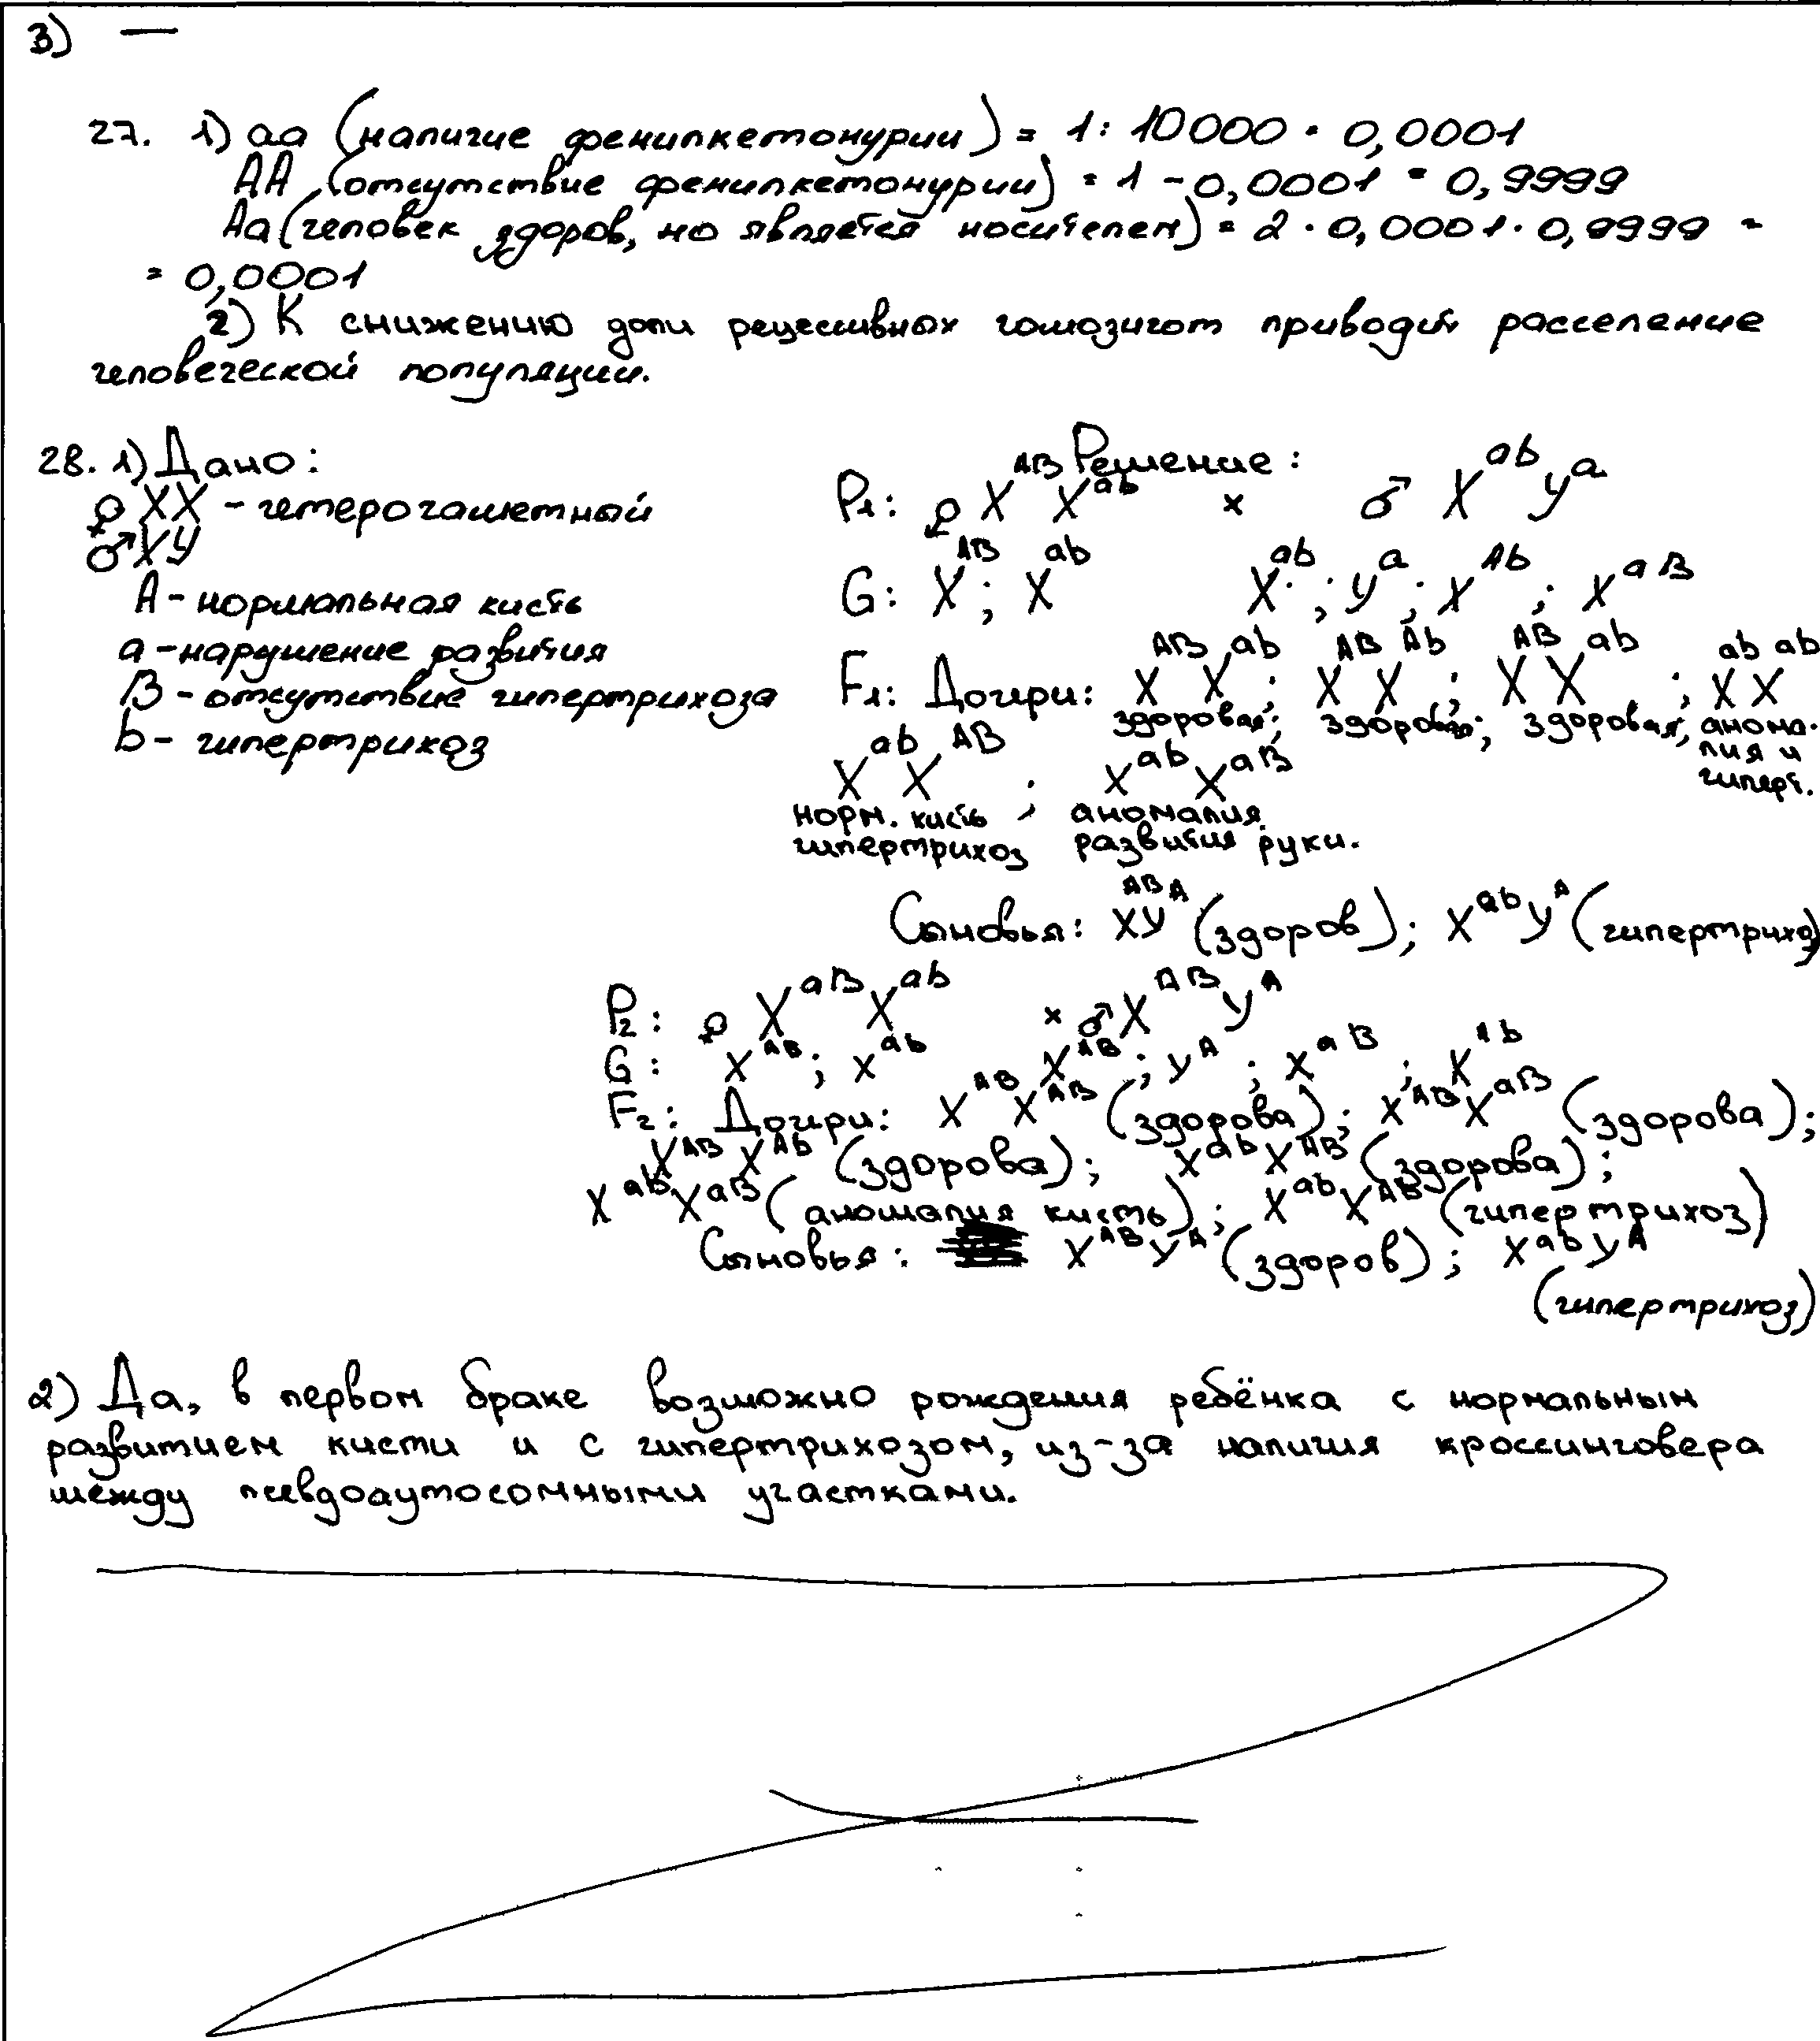 3) —
27. 1) аа (наличие фенилкетонурии) = 1 : 10000 = 0,0001
АА (отсутствие фенилкетонурии) = 1 - 0,0001 = 0,9999
Аа (человек здоров, но является носителем) = 2 · 0,0001 · 0,9999 =
= 0,0001
2) К снижению доли рецессивных гомозигот приводит расселение
человеческой популяции.
28. 1) Дано:
♀ XX - гетерогаметный
♂ XY
A - нормальная кисть
a - нарушение развития
B - отсутствие гипертрихоза
b - гипертрихоз
Решение:
P₁: ♀ X^AB X^ab × ♂ X^ab Y^a
G: X^AB; X^ab X^ab; Y^a; X^Ab; X^aB
F₁: Дочери: X^AB X^ab; X^AB X^Ab; X^AB X^ab; X^ab X^ab
здоровая; здоровая; здоровая; анома-
лия и
гиперт.
X^ab X^AB; X^ab X^aB
норм. кисть; аномалия
гипертрихоз развития руки.
Сыновья: X^AB Y^A (здоров); X^ab Y^A (гипертрихоз)
P₂: ♀ X^aB X^ab × ♂ X^AB Y^A
G: X^AB; X^ab X^AB; Y^A; X^aB; X^Ab
F₂: Дочери: X^AB X^AB (здорова); X^AB X^aB (здорова);
X^AB X^Ab (здорова); X^ab X^AB (здорова);
X^ab X^aB (аномалия кисть); X^ab X^Ab (гипертрихоз)
Сыновья: X^AB Y^A (здоров); X^ab Y^A
(гипертрихоз)
2) Да, в первом браке возможно рождения ребёнка с нормальным
развитием кисти и с гипертрихозом, из-за наличия кроссинговера
между псевдоаутосомными участками.